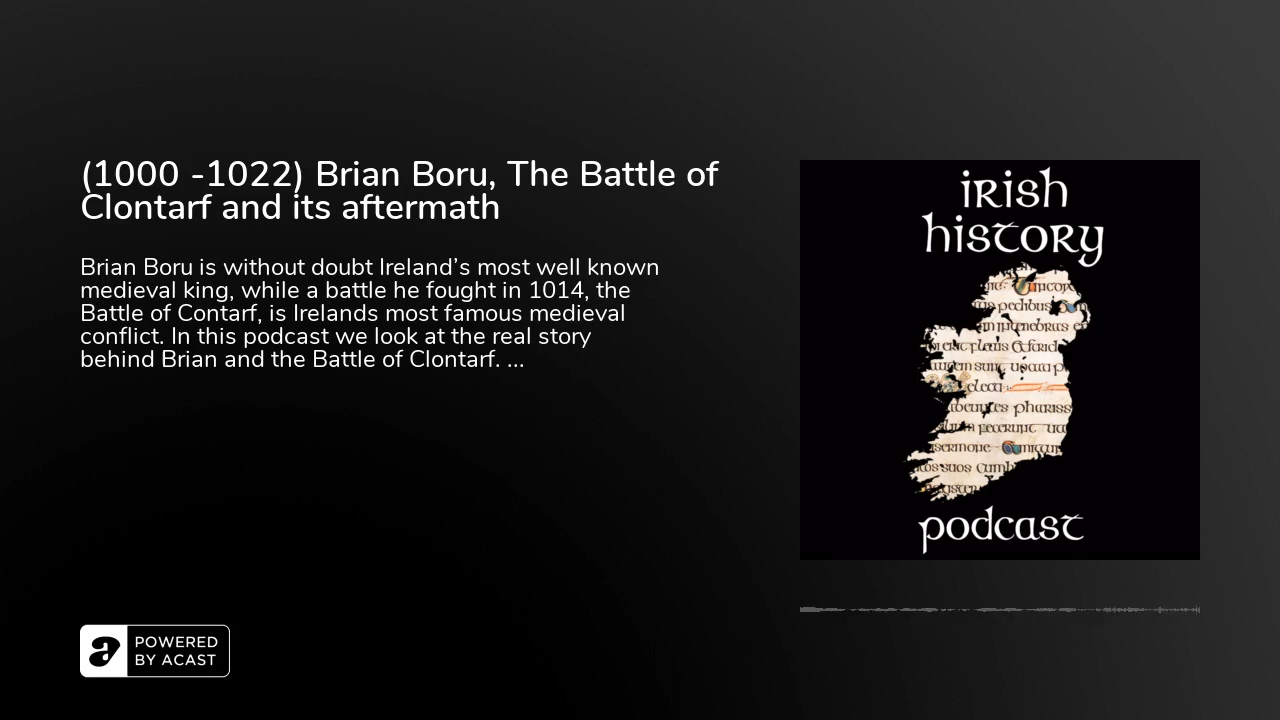 (1000 -1022) Brian Boru, The Battle of
Clontarf and its aftermath
Brian Boru is without doubt Ireland’s most well known
medieval king, while a battle he fought in 1014, the
Battle of Contarf, is Irelands most famous medieval
conflict. In this podcast we look at the real story
behind Brian and the Battle of Clontarf. ...
irish
history
podcast
POWERED
BY ACAST